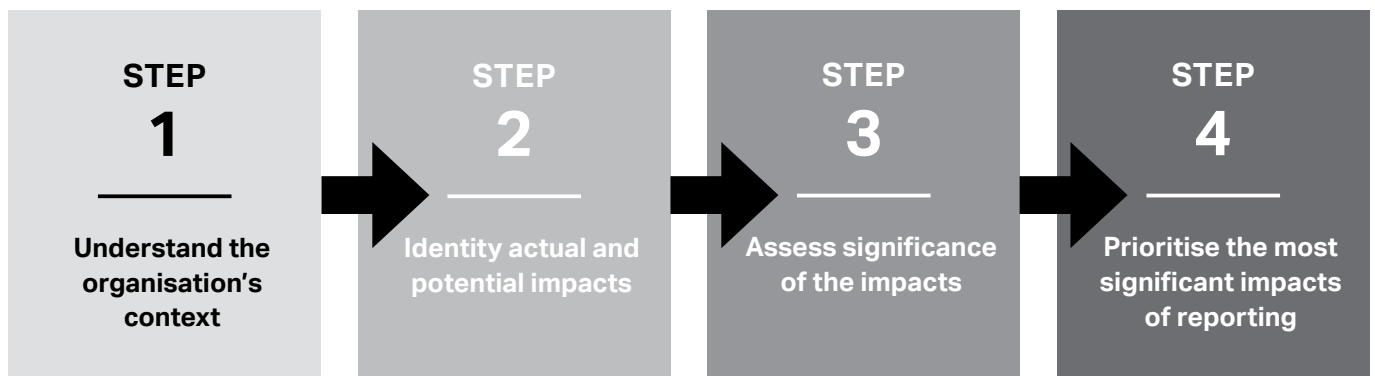 STEP
1
Understand the
organisation's
context
STEP
2
Identity actual and
potential impacts
STEP
3
Assess significance
of the impacts
STEP
4
Prioritise the most
significant impacts
of reporting